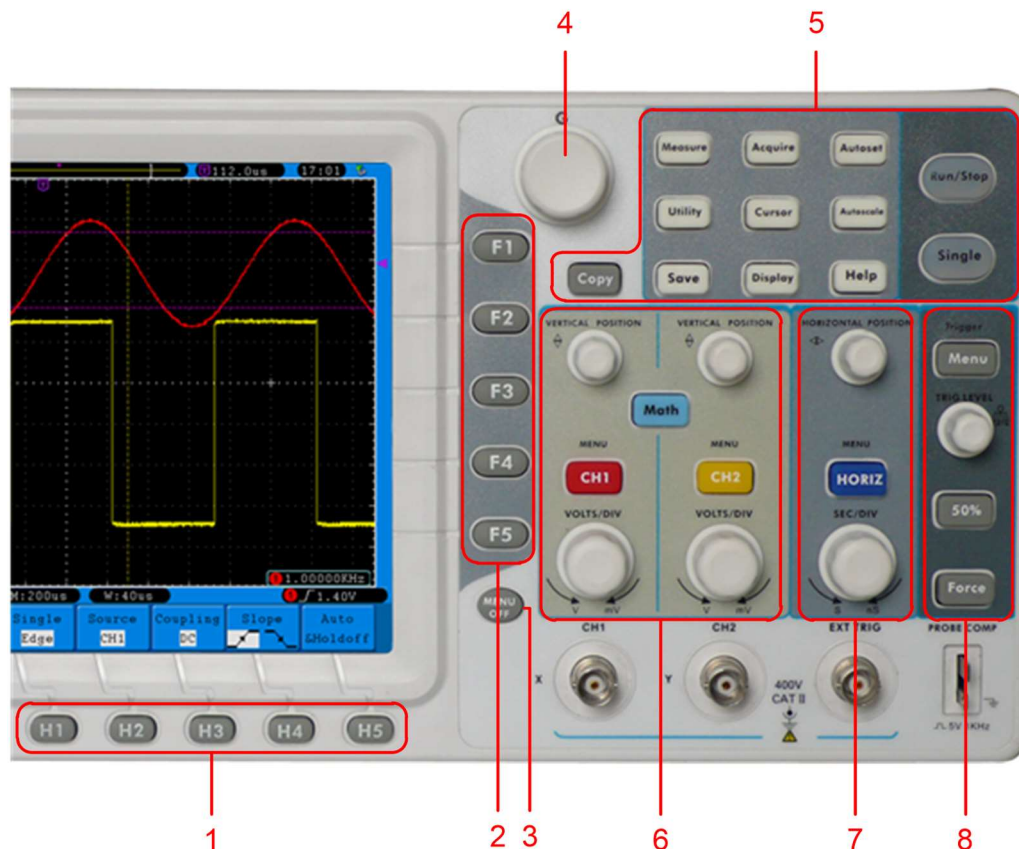 4
5
G
Measure Acquire Autoset Run/Stop
Utility Cursor Autoscale
Single
Copy Save Display Help
112.0us 17:01
F1
F2
F3
F4
F5
MENU OFF
VERTICAL POSITION VERTICAL POSITION HORIZONTAL POSITION Trigger
Menu
Math
TRIG LEVEL
MENU MENU MENU
CH1 CH2 HORIZ
VOLTS/DIV VOLTS/DIV SEC/DIV
50%
Force
V mV V mV S nS
1 1.00000KHz
M:200us W:40us 1 1.40V
Single Source Coupling Slope Auto
Edge CH1 DC &Holdoff
CH1 CH2 EXT TRIG PROBE COMP
X Y
400V
CAT II
5V 1KHz
H1 H2 H3 H4 H5
1 2 3 6 7 8